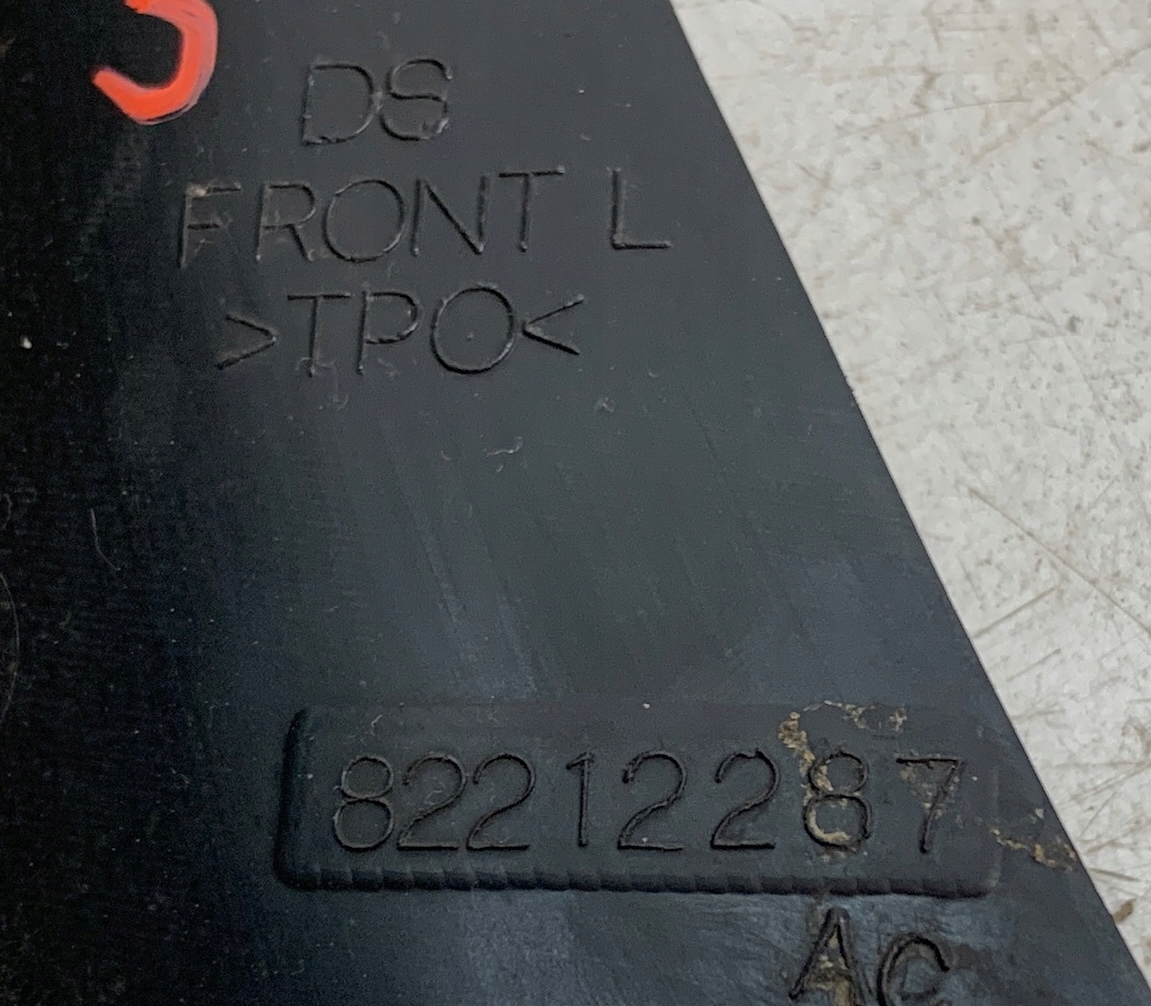 DS
FRONT L
>TPO<
82212287
AC